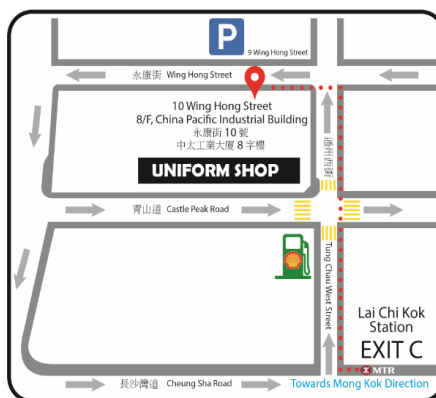 P
9 Wing Hong Street
永康街 Wing Hong Street
10 Wing Hong Street
8/F, China Pacific Industrial Building
永康街 10 號
中太工業大廈 8 字樓
UNIFORM SHOP
通州西街
青山道 Castle Peak Road
Tung Chau West Street
Lai Chi Kok
Station
EXIT C
MTR
長沙灣道 Cheung Sha Road
Towards Mong Kok Direction